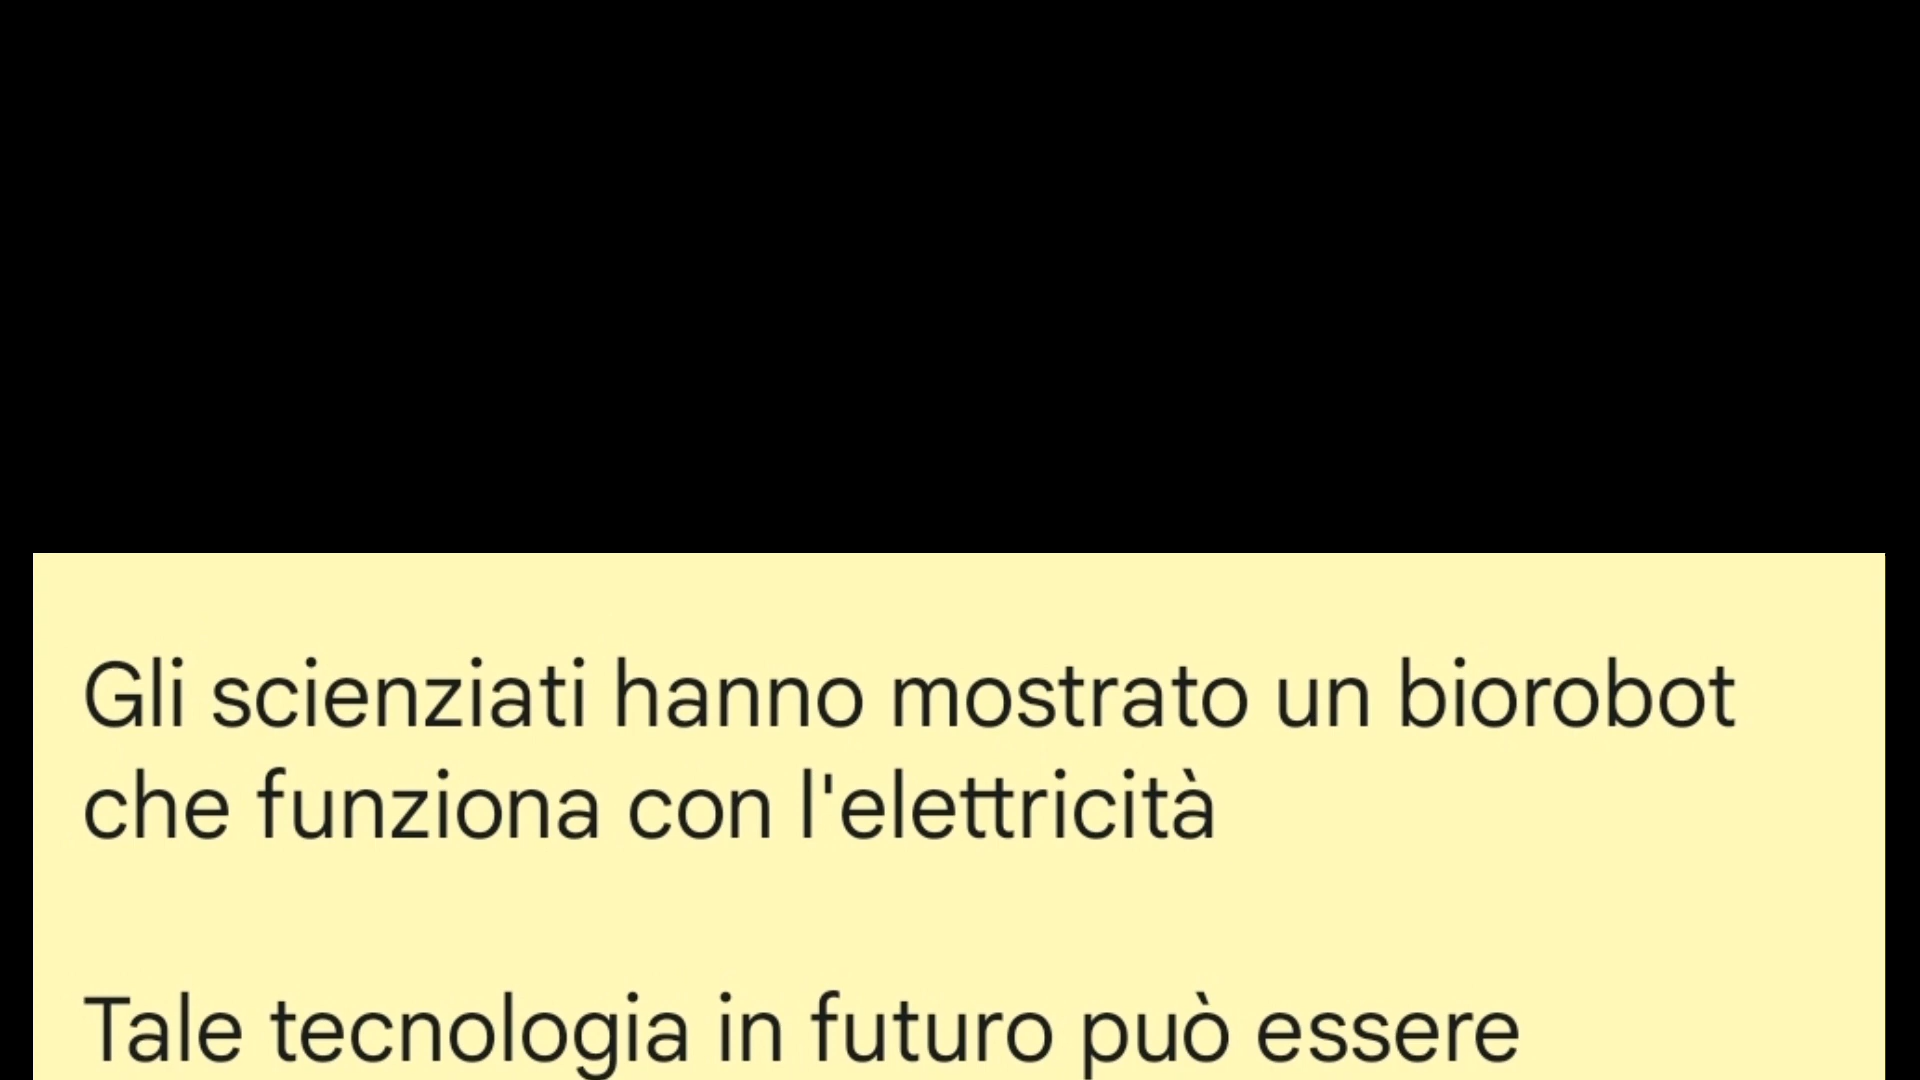 Gli scienziati hanno mostrato un biorobot
che funziona con l'elettricità
Tale tecnologia in futuro può essere